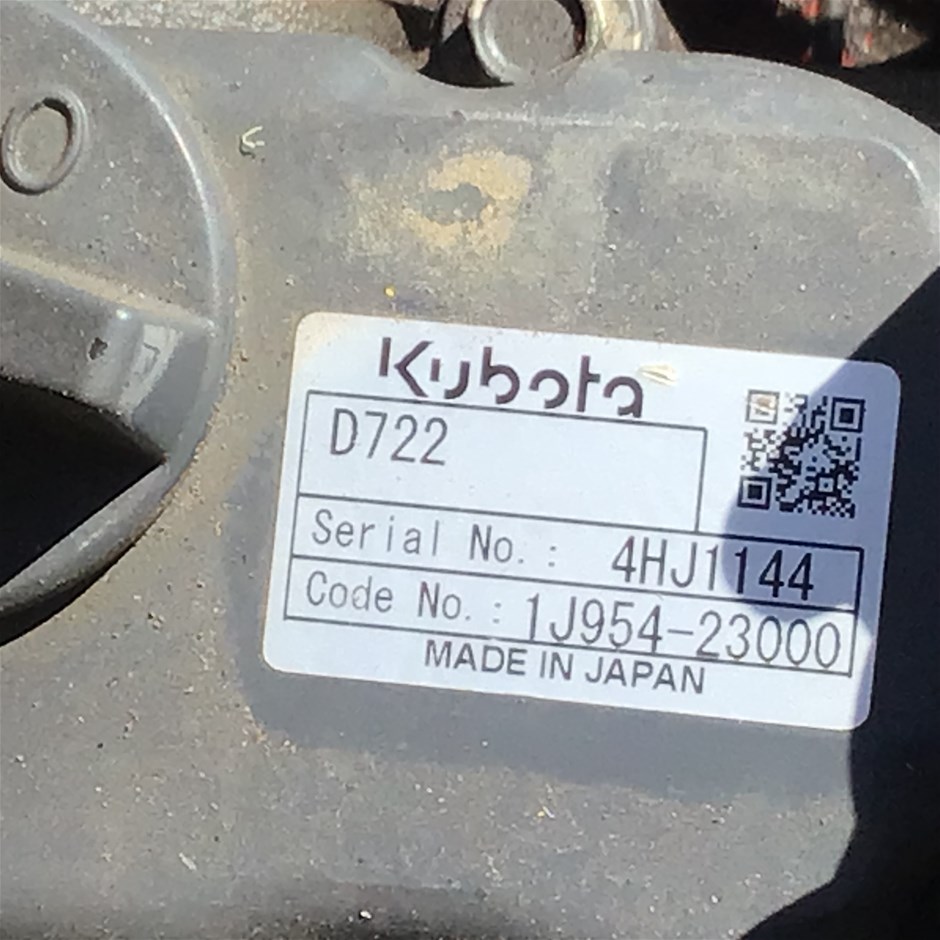 Kubota
D722
Serial No.: 4HJ1144
Code No.: 1J954-23000
MADE IN JAPAN